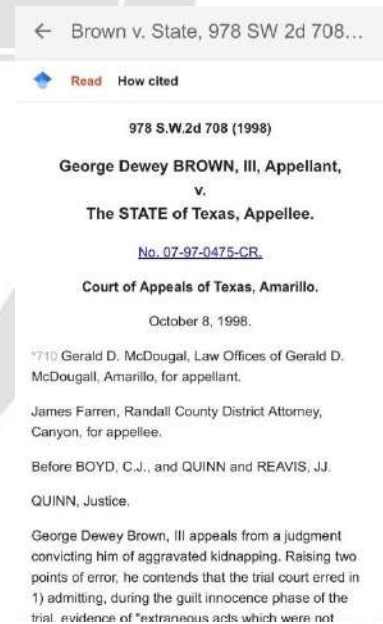 ← Brown v. State, 978 SW 2d 708...
Read How cited
978 S.W.2d 708 (1998)
George Dewey BROWN, III, Appellant,
v.
The STATE of Texas, Appellee.
No. 07-97-0475-CR.
Court of Appeals of Texas, Amarillo.
October 8, 1998.
*710 Gerald D. McDougal, Law Offices of Gerald D.
McDougall, Amarillo, for appellant.
James Farren, Randall County District Attorney,
Canyon, for appellee.
Before BOYD, C.J., and QUINN and REAVIS, JJ.
QUINN, Justice.
George Dewey Brown, III appeals from a judgment
convicting him of aggravated kidnapping. Raising two
points of error, he contends that the trial court erred in
1) admitting, during the guilt innocence phase of the
trial, evidence of "extraneous acts which were not